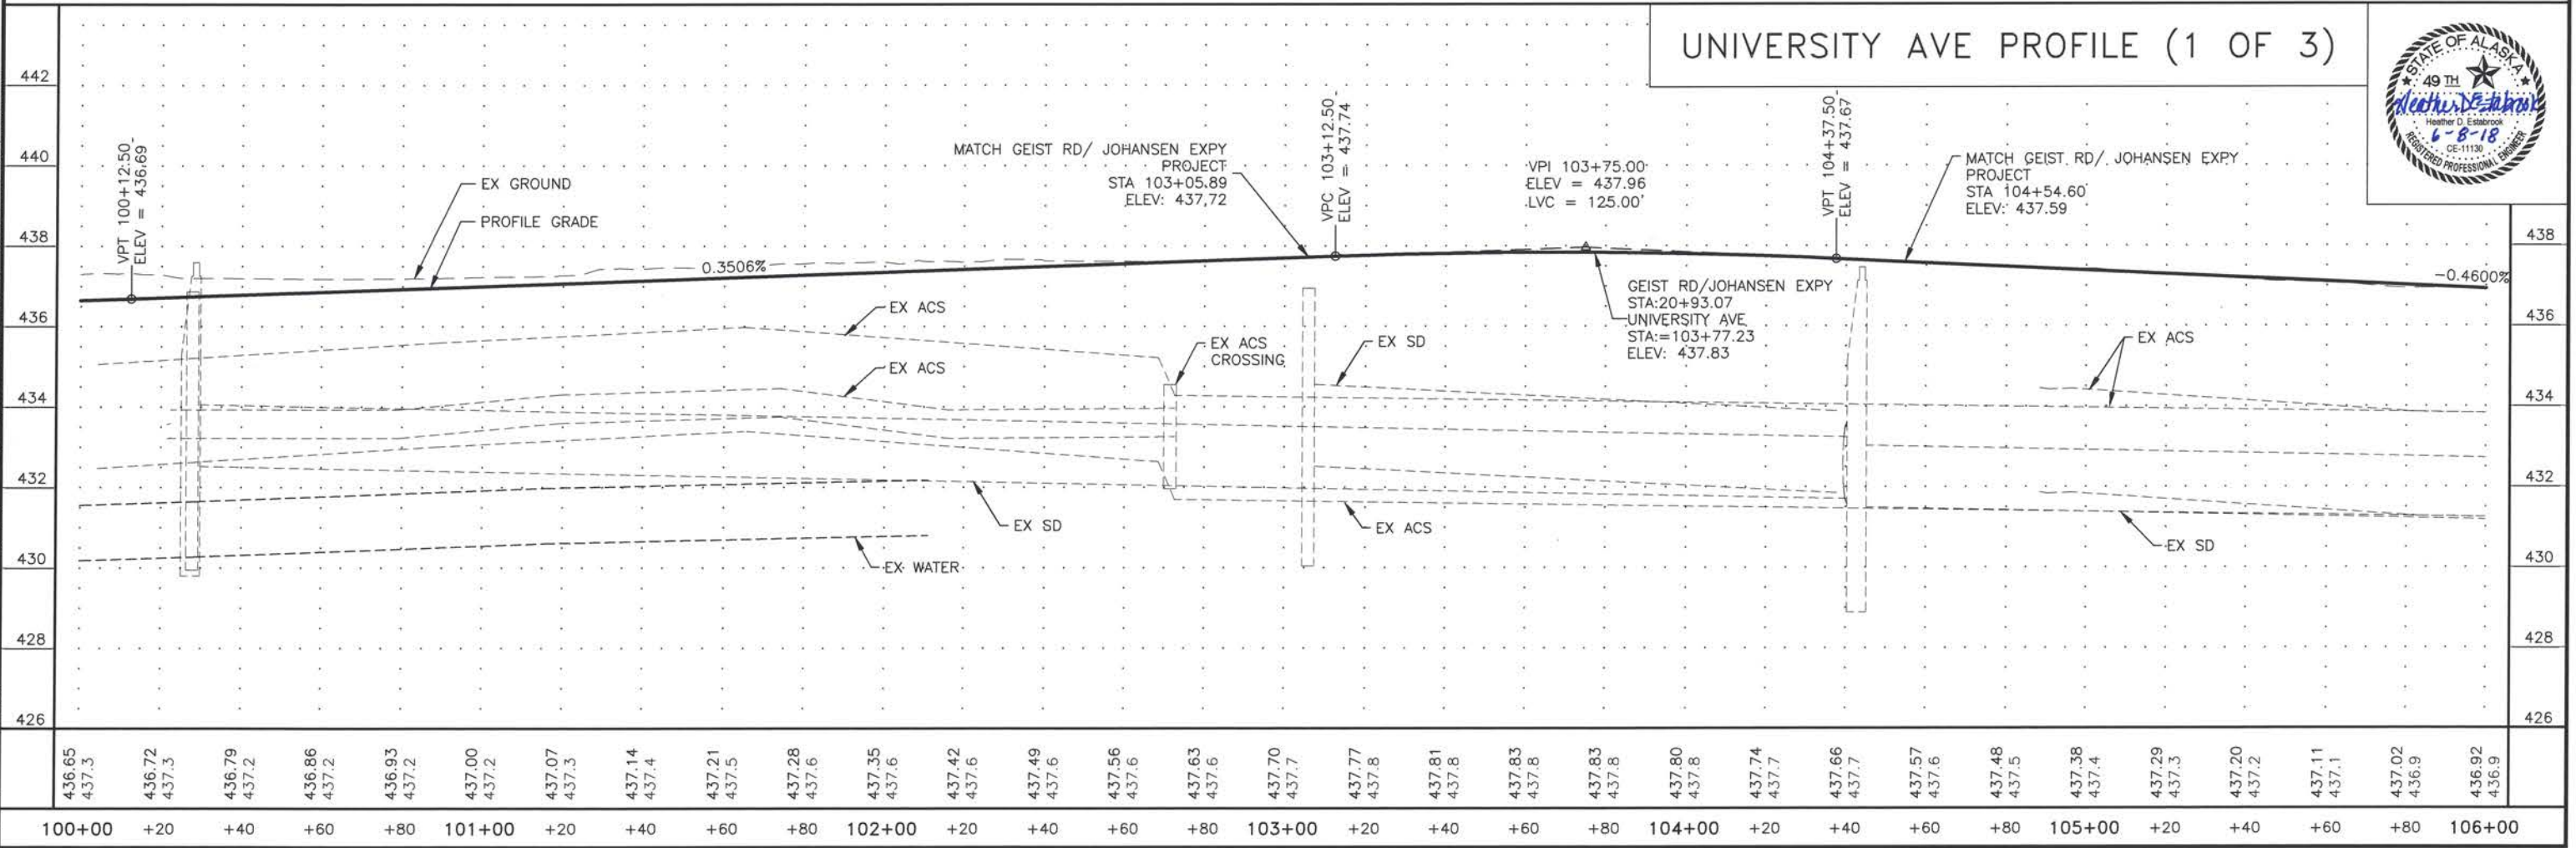 UNIVERSITY AVE PROFILE (1 OF 3)
STATE OF ALASKA
49 TH
Heather D. Estabrook
6-8-18
CE-11130
REGISTERED PROFESSIONAL ENGINEER
442
440
438
436
434
432
430
428
426
VPT 100+12.50
ELEV = 436.69
EX GROUND
PROFILE GRADE
0.3506%
MATCH GEIST RD/ JOHANSEN EXPY
PROJECT
STA 103+05.89
ELEV: 437.72
VPC 103+12.50
ELEV = 437.74
VPI 103+75.00
ELEV = 437.96
LVC = 125.00'
VPT 104+37.50
ELEV = 437.67
MATCH GEIST RD/ JOHANSEN EXPY
PROJECT
STA 104+54.60
ELEV: 437.59
-0.4600%
GEIST RD/JOHANSEN EXPY
STA:20+93.07
UNIVERSITY AVE
STA:=103+77.23
ELEV: 437.83
EX ACS
EX ACS
EX ACS
CROSSING
EX SD
EX ACS
EX SD
EX ACS
EX SD
EX WATER
438
436
434
432
430
428
426
436.65 436.72 436.79 436.86 436.93 437.00 437.07 437.14 437.21 437.28 437.35 437.42 437.49 437.56 437.63 437.70 437.77 437.81 437.83 437.83 437.80 437.74 437.66 437.57 437.48 437.38 437.29 437.20 437.11 437.02 436.92
437.3 437.3 437.2 437.2 437.2 437.2 437.3 437.4 437.5 437.6 437.6 437.6 437.6 437.6 437.6 437.7 437.8 437.8 437.8 437.8 437.8 437.7 437.7 437.6 437.5 437.4 437.3 437.2 437.1 436.9 436.9
100+00 +20 +40 +60 +80 101+00 +20 +40 +60 +80 102+00 +20 +40 +60 +80 103+00 +20 +40 +60 +80 104+00 +20 +40 +60 +80 105+00 +20 +40 +60 +80 106+00